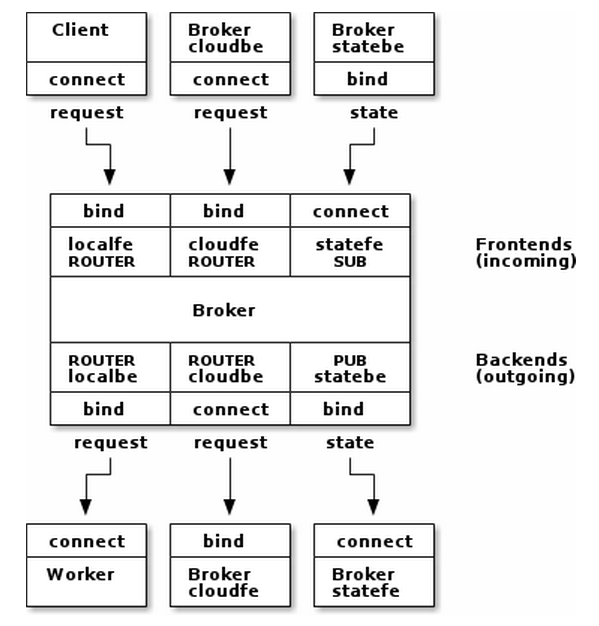 Client
Broker
cloudbe
Broker
statebe
connect
connect
bind
request
request
state
bind
bind
connect
localfe
ROUTER
cloudfe
ROUTER
statefe
SUB
Frontends
(incoming)
Broker
ROUTER
localbe
ROUTER
cloudbe
PUB
statebe
Backends
(outgoing)
bind
connect
bind
request
request
state
connect
bind
connect
Worker
Broker
cloudfe
Broker
statefe